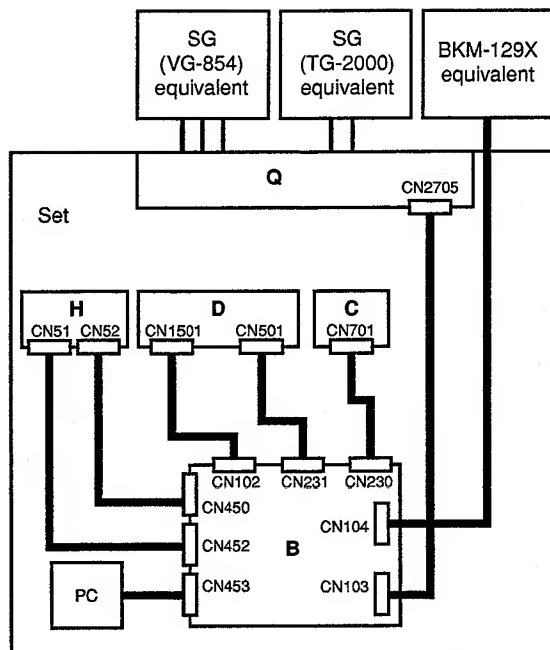 SG
(VG-854)
equivalent
SG
(TG-2000)
equivalent
BKM-129X
equivalent
Q
CN2705
Set
H
CN51 CN52
D
CN1501 CN501
C
CN701
CN102 CN231 CN230
CN450
CN104
CN452
B
CN453
CN103
PC